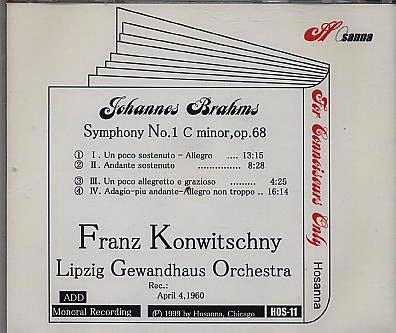 Hosanna
Johannes Brahms
Symphony No.1 C minor,op.68
① I. Un poco sostenuto - Allegro .... 13:15
② II. Andante sostenuto .............. 8:28
③ III. Un poco allegretto e grazioso ......... 4:25
④ IV. Adagio-piu andante-Allegro non troppo .. 16:14
Franz Konwitschny
Lipzig Gewandhaus Orchestra
Rec.:
April 4,1960
ADD
Monoral Recording
Ⓟ 1999 by Hosanna, Chicago
HOS-11
For Connoiseurs Only
Hosanna